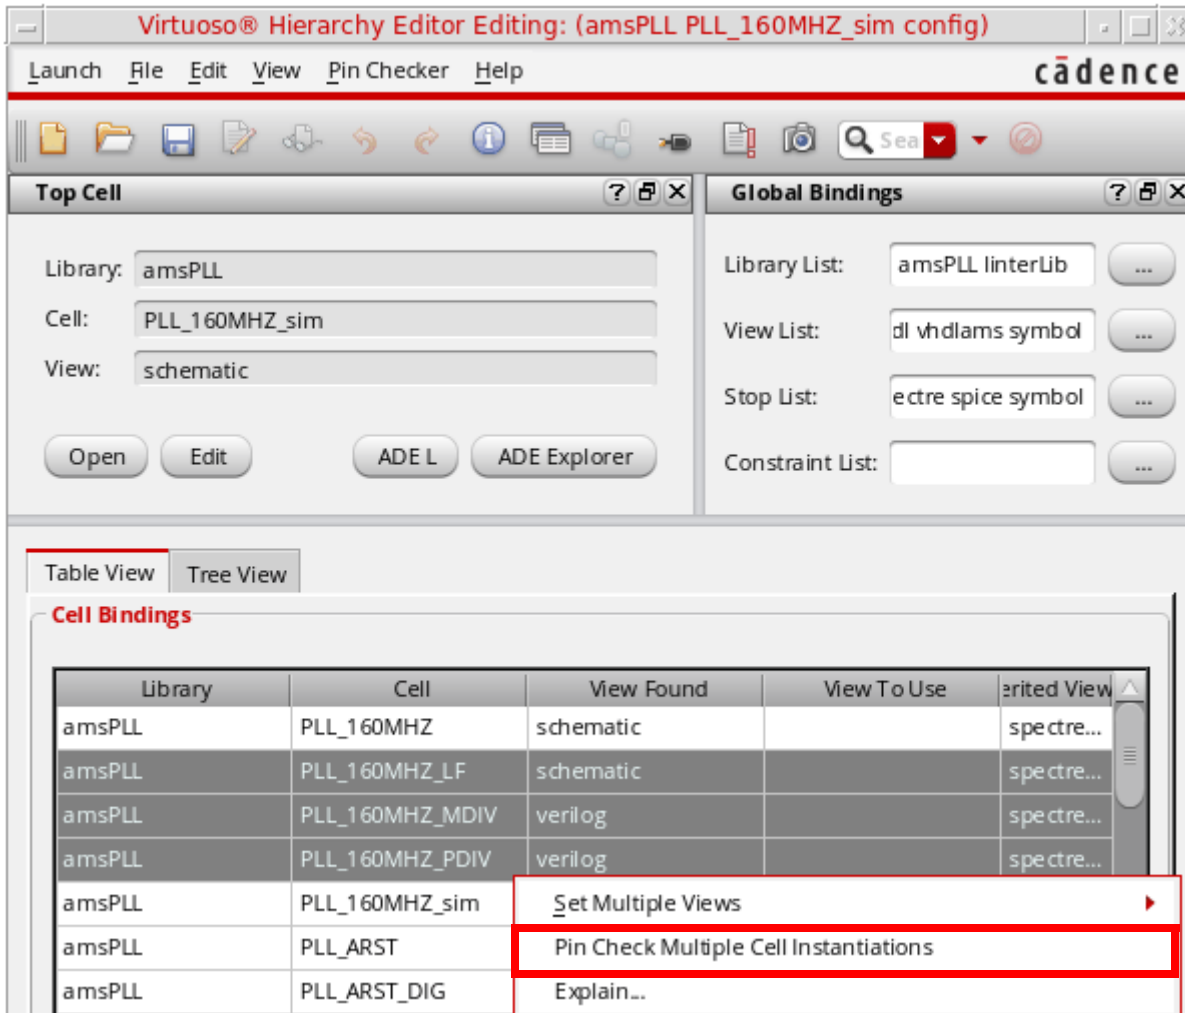 Virtuoso® Hierarchy Editor Editing: (amsPLL PLL_160MHZ_sim config)
Launch File Edit View Pin Checker Help cādence
Sea
Top Cell
Library: amsPLL
Cell: PLL_160MHZ_sim
View: schematic
Open Edit ADE L ADE Explorer
Global Bindings
Library List: amsPLL linterLib ...
View List: dl vhdlams symbol ...
Stop List: ectre spice symbol ...
Constraint List: ...
Table View Tree View
Cell Bindings
Library Cell View Found View To Use erited View
amsPLL PLL_160MHZ schematic spectre...
amsPLL PLL_160MHZ_LF schematic spectre...
amsPLL PLL_160MHZ_MDIV verilog spectre...
amsPLL PLL_160MHZ_PDIV verilog spectre...
amsPLL PLL_160MHZ_sim Set Multiple Views
amsPLL PLL_ARST Pin Check Multiple Cell Instantiations
amsPLL PLL_ARST_DIG Explain...